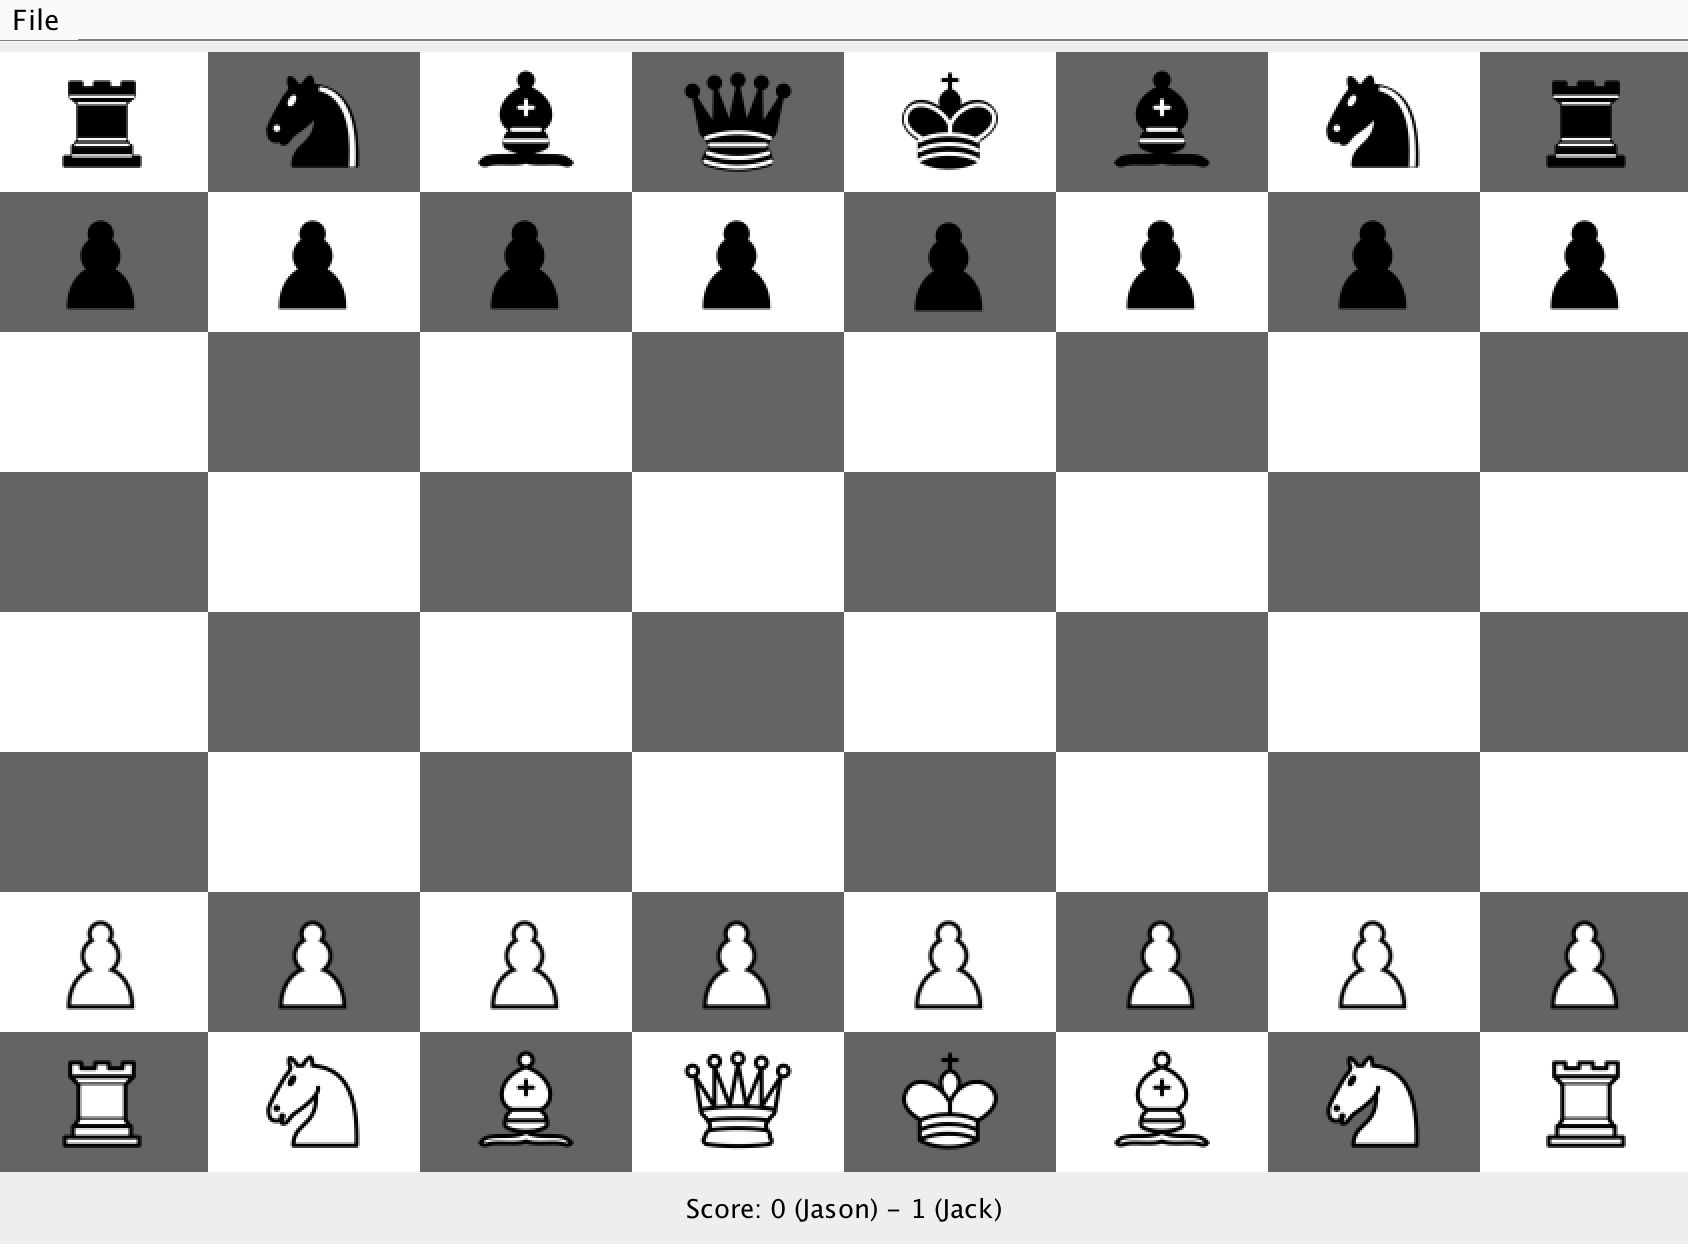 File
Score: 0 (Jason) – 1 (Jack)